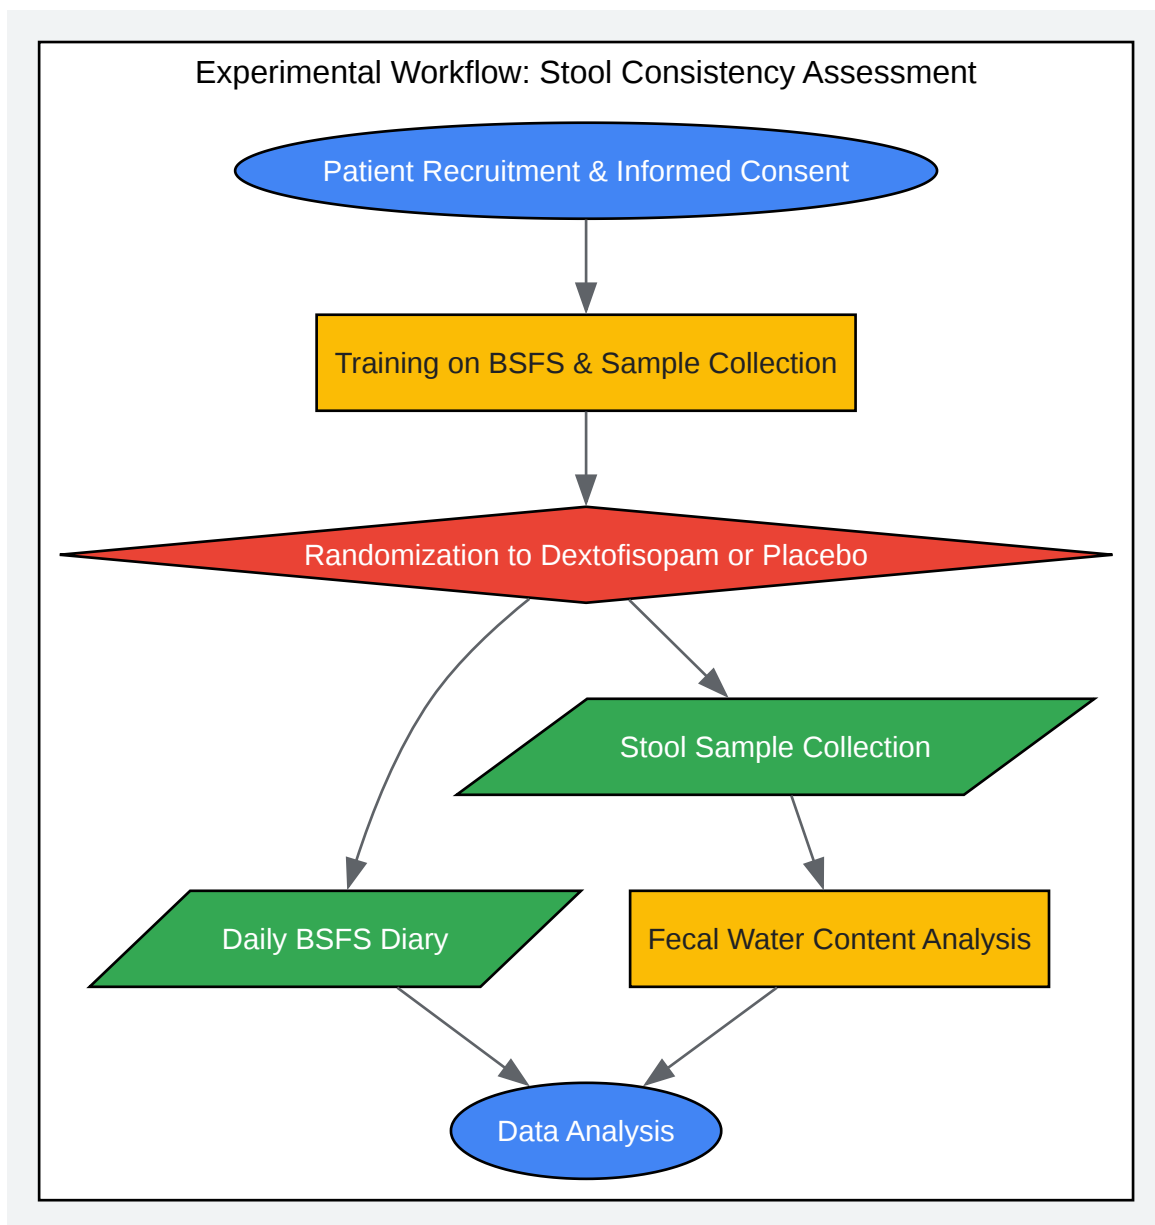 Experimental Workflow: Stool Consistency Assessment
Patient Recruitment & Informed Consent
Training on BSFS & Sample Collection
Randomization to Dextofisopam or Placebo
Stool Sample Collection
Daily BSFS Diary
Fecal Water Content Analysis
Data Analysis